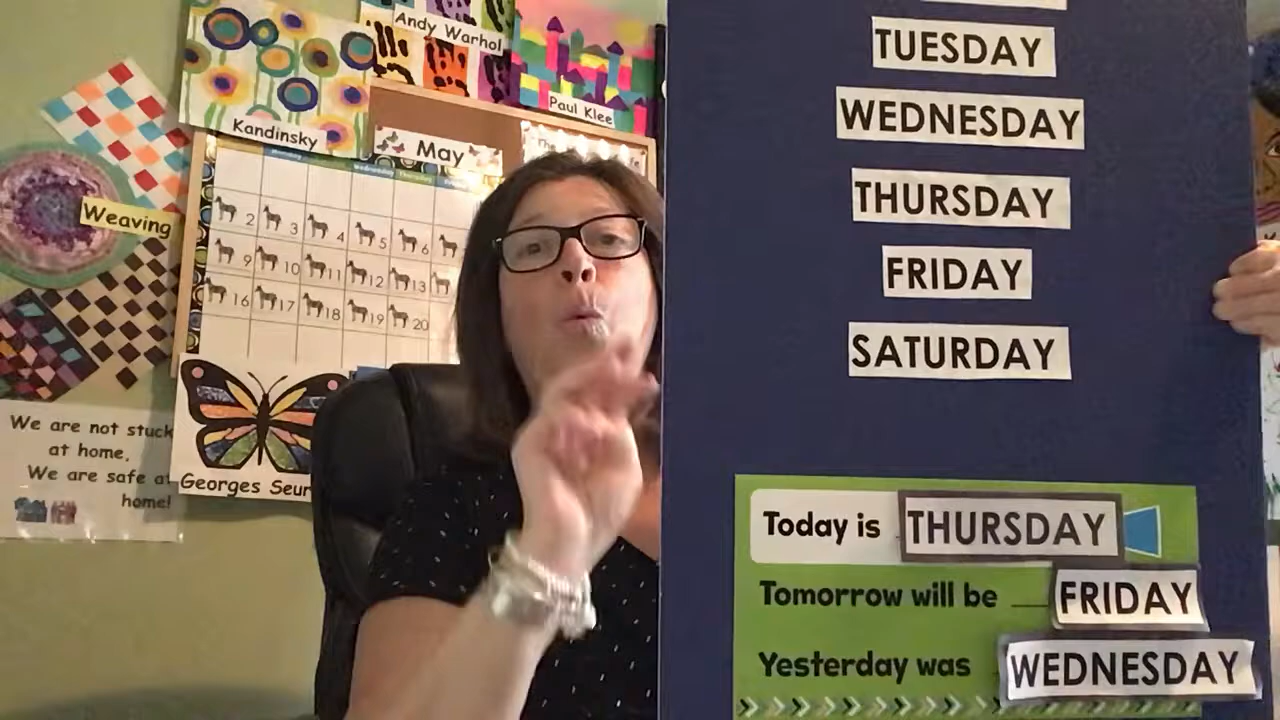 Andy Warhol
Paul Klee
Kandinsky
May
Weaving
2 3 4 5 6
9 10 11 12 13
16 17 18 19 20
We are not stuck
at home,
We are safe at
home!
Georges Seur
TUESDAY
WEDNESDAY
THURSDAY
FRIDAY
SATURDAY
Today is THURSDAY
Tomorrow will be FRIDAY
Yesterday was WEDNESDAY